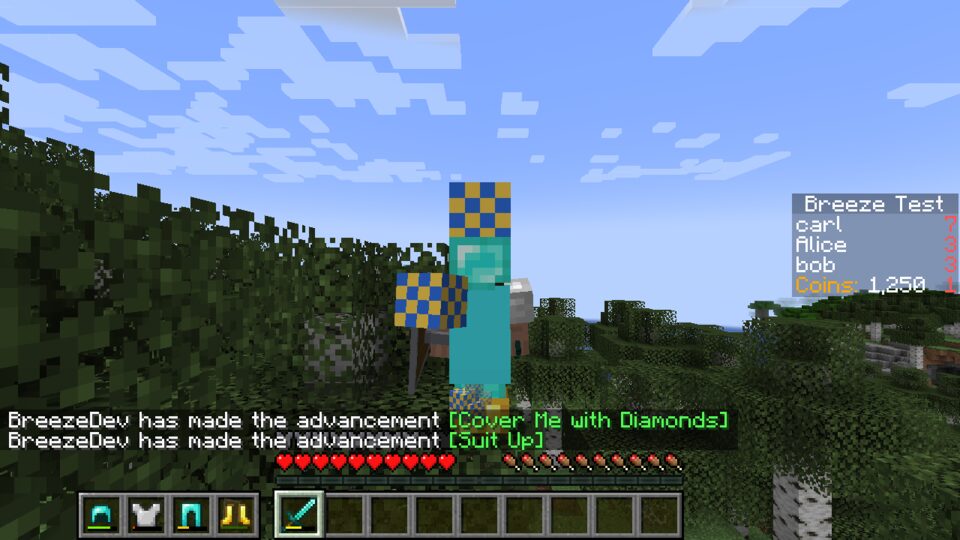 Breeze Test
carl 7
Alice 3
bob 3
Coins: 1,250 1
BreezeDev has made the advancement [Cover Me with Diamonds]
BreezeDev has made the advancement [Suit Up]